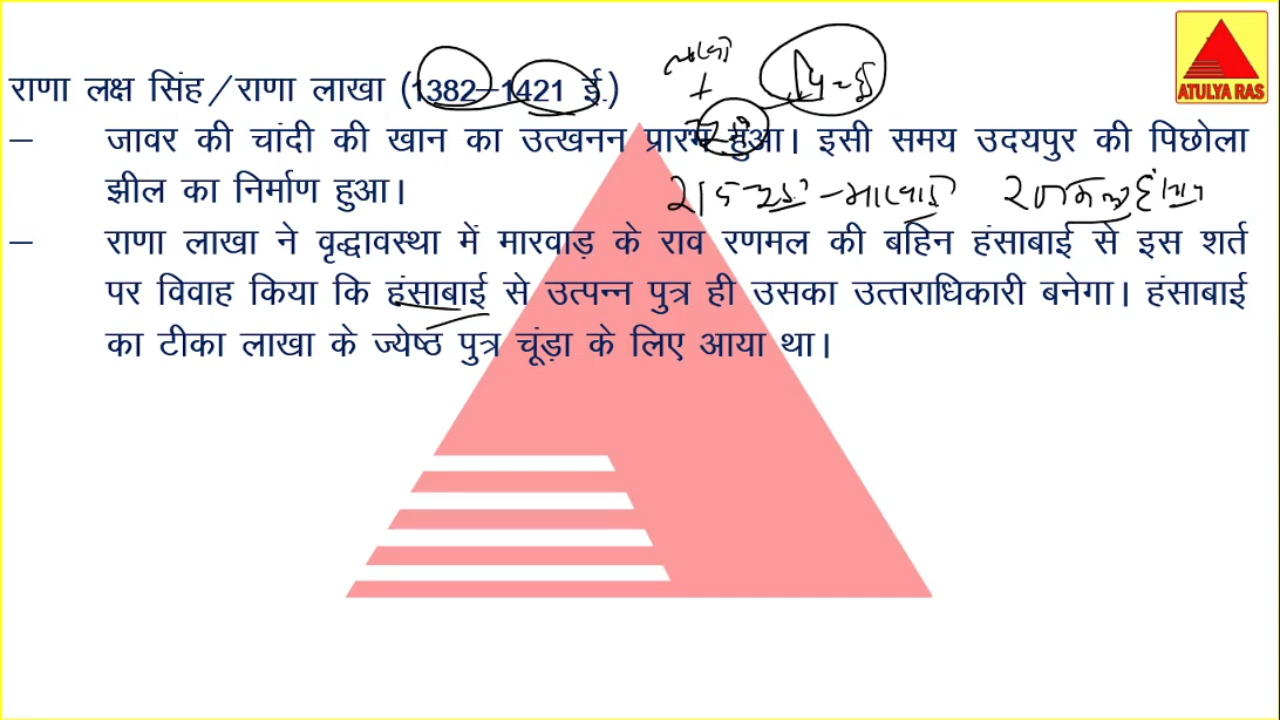 राणा लक्ष सिंह/राणा लाखा (1382-1421 ई.)
– जावर की चांदी की खान का उत्खनन प्रारम्भ हुआ। इसी समय उदयपुर की पिछोला
झील का निर्माण हुआ।
– राणा लाखा ने वृद्धावस्था में मारवाड़ के राव रणमल की बहिन हंसाबाई से इस शर्त
पर विवाह किया कि हंसाबाई से उत्पन्न पुत्र ही उसका उत्तराधिकारी बनेगा। हंसाबाई
का टीका लाखा के ज्येष्ठ पुत्र चूंड़ा के लिए आया था।
ATULYA RAS